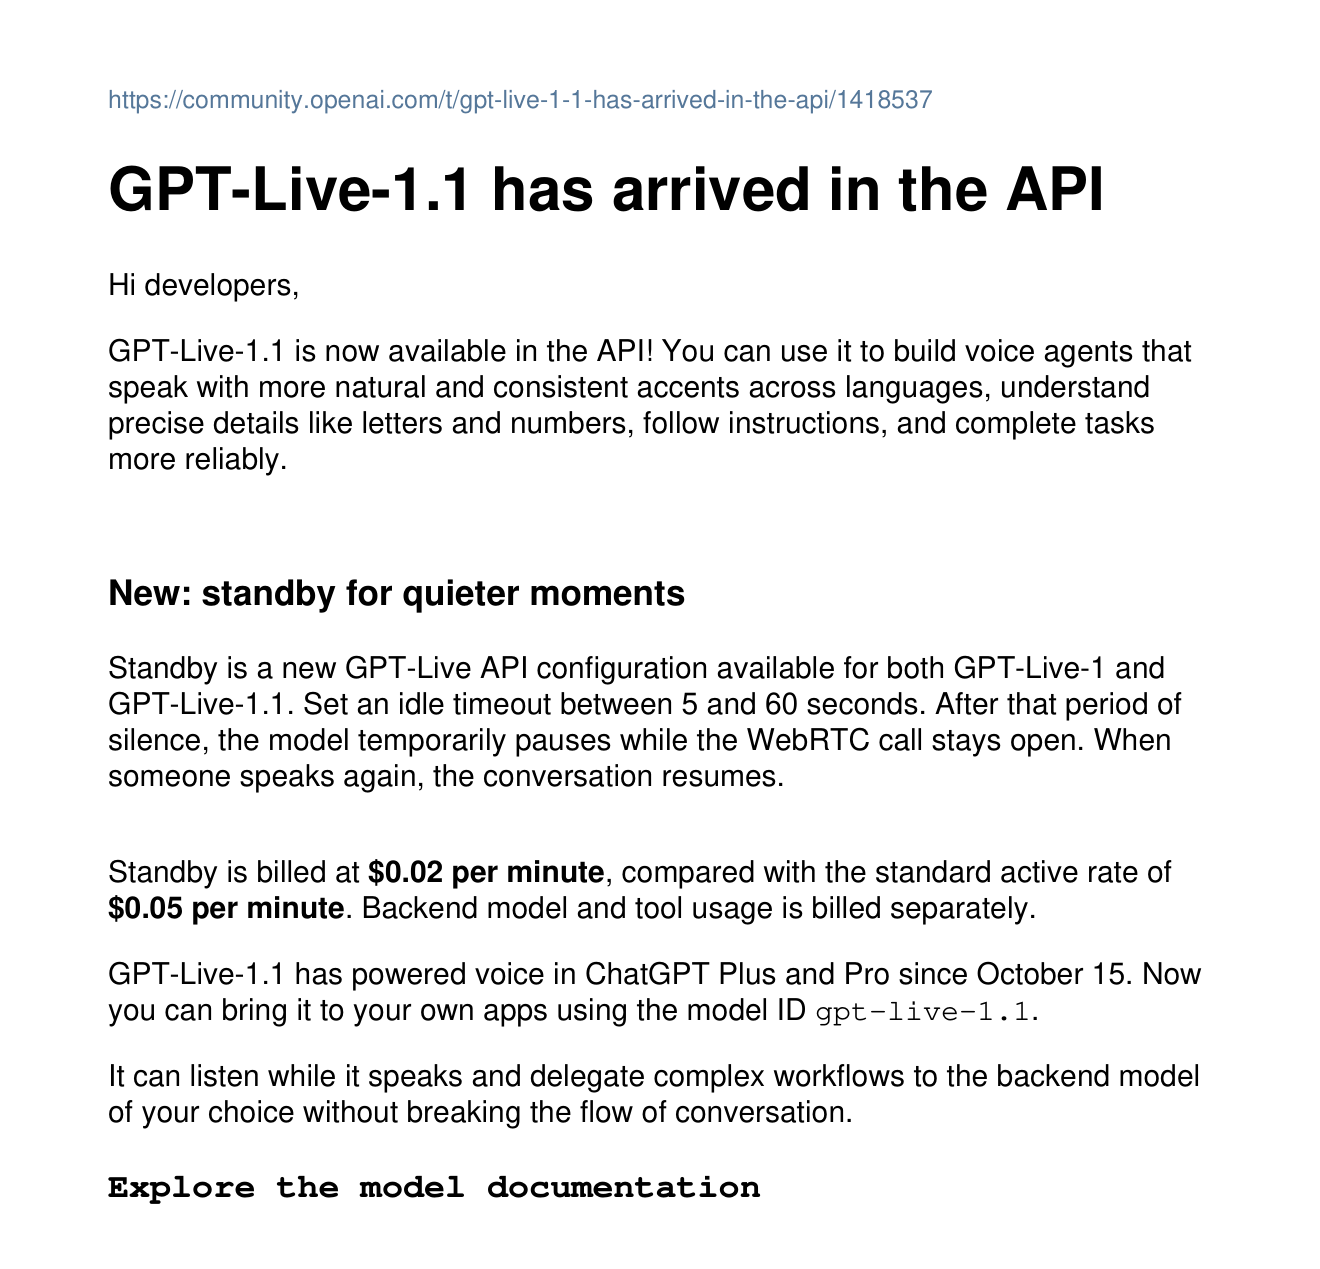 https://community.openai.com/t/gpt-live-1-1-has-arrived-in-the-api/1418537
GPT-Live-1.1 has arrived in the API
Hi developers,
GPT-Live-1.1 is now available in the API! You can use it to build voice agents that
speak with more natural and consistent accents across languages, understand
precise details like letters and numbers, follow instructions, and complete tasks
more reliably.
New: standby for quieter moments
Standby is a new GPT-Live API configuration available for both GPT-Live-1 and
GPT-Live-1.1. Set an idle timeout between 5 and 60 seconds. After that period of
silence, the model temporarily pauses while the WebRTC call stays open. When
someone speaks again, the conversation resumes.
Standby is billed at $0.02 per minute, compared with the standard active rate of
$0.05 per minute. Backend model and tool usage is billed separately.
GPT-Live-1.1 has powered voice in ChatGPT Plus and Pro since October 15. Now
you can bring it to your own apps using the model ID gpt-live-1.1.
It can listen while it speaks and delegate complex workflows to the backend model
of your choice without breaking the flow of conversation.
Explore the model documentation